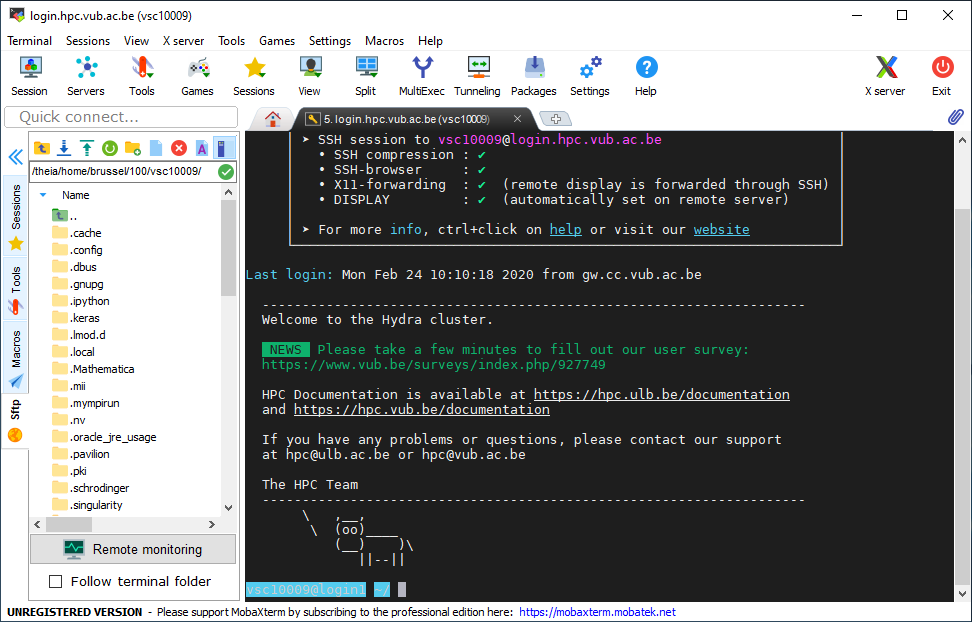 login.hpc.vub.ac.be (vsc10009)
Terminal Sessions View X server Tools Games Settings Macros Help
Session Servers Tools Games Sessions View Split MultiExec Tunneling Packages Settings Help X server Exit
Quick connect...
5. login.hpc.vub.ac.be (vsc10009)
/theia/home/brussel/100/vsc10009/
Name
..
.cache
.config
.dbus
.gnupg
.ipython
.keras
.lmod.d
.local
.Mathematica
.mii
.mympirun
.nv
.oracle_jre_usage
.pavilion
.pki
.schrodinger
.singularity
Sessions
Tools
Macros
Sftp
Remote monitoring
Follow terminal folder
➤ SSH session to vsc10009@login.hpc.vub.ac.be
• SSH compression : ✔
• SSH-browser : ✔
• X11-forwarding : ✔ (remote display is forwarded through SSH)
• DISPLAY : ✔ (automatically set on remote server)
➤ For more info, ctrl+click on help or visit our website
Last login: Mon Feb 24 10:10:18 2020 from gw.cc.vub.ac.be
--------------------------------------------------------------------
Welcome to the Hydra cluster.
NEWS Please take a few minutes to fill out our user survey:
https://www.vub.be/surveys/index.php/927749
HPC Documentation is available at https://hpc.ulb.be/documentation
and https://hpc.vub.be/documentation
If you have any problems or questions, please contact our support
at hpc@ulb.ac.be or hpc@vub.ac.be
The HPC Team
--------------------------------------------------------------------
\   ,__,
\  (oo)____
(__)    )\
||--||
vsc10009@login1 ~/
UNREGISTERED VERSION - Please support MobaXterm by subscribing to the professional edition here: https://mobaxterm.mobatek.net